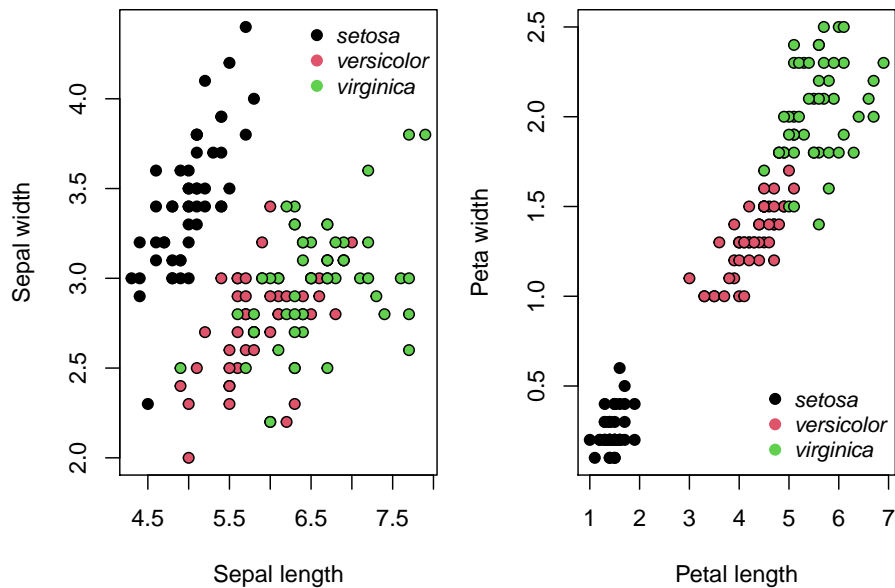 setosa
versicolor
virginica
Sepal width
4.0
3.5
3.0
2.5
2.0
4.5
5.5
6.5
7.5
Sepal length
Peta width
2.5
2.0
1.5
1.0
0.5
setosa
versicolor
virginica
1
2
3
4
5
6
7
Petal length